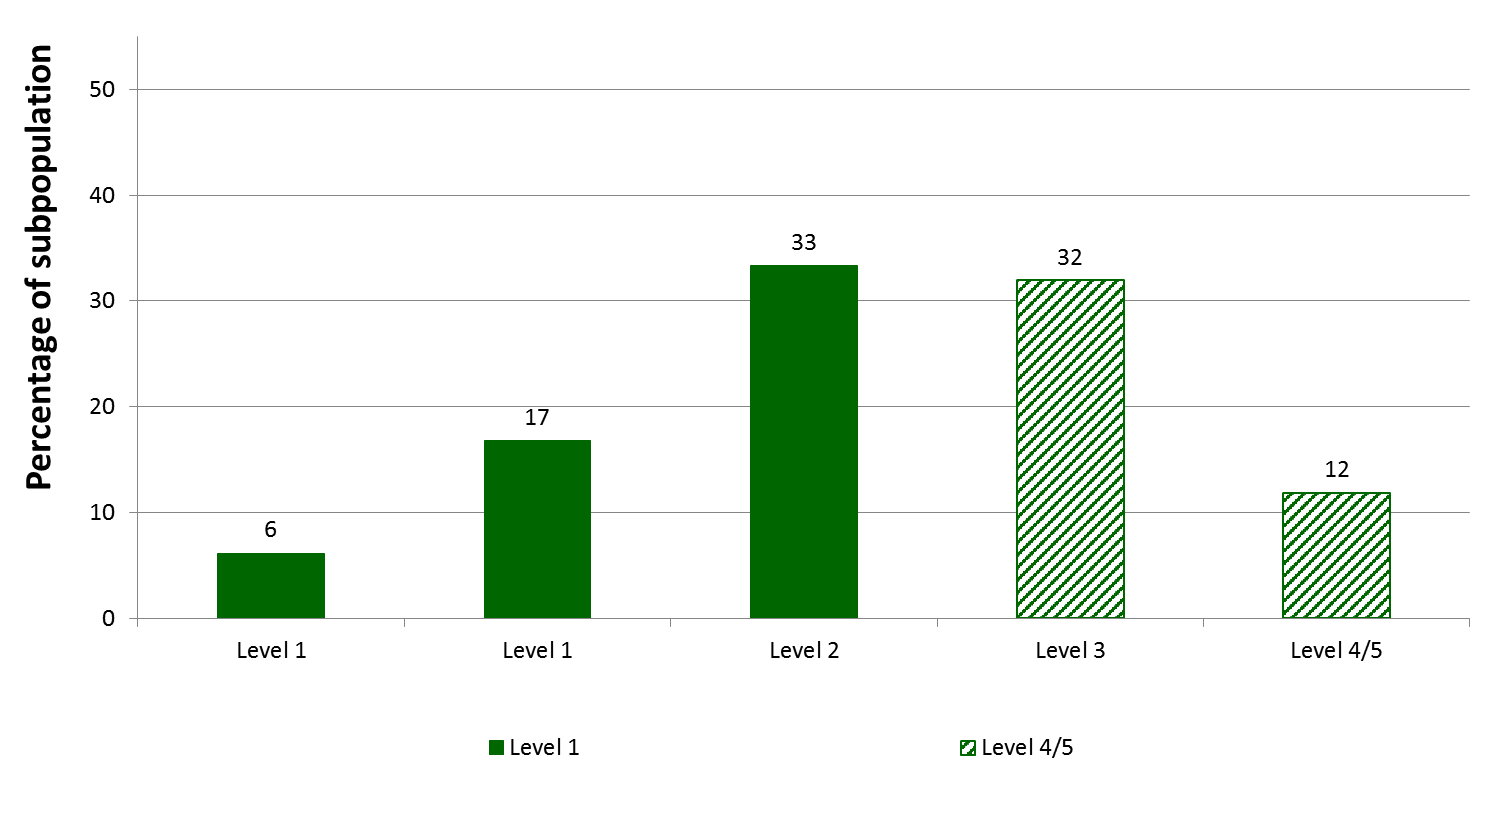 Percentage of subpopulation
50
40
30
20
10
0
6
17
33
32
12
Level 1
Level 1
Level 2
Level 3
Level 4/5
Level 1
Level 4/5